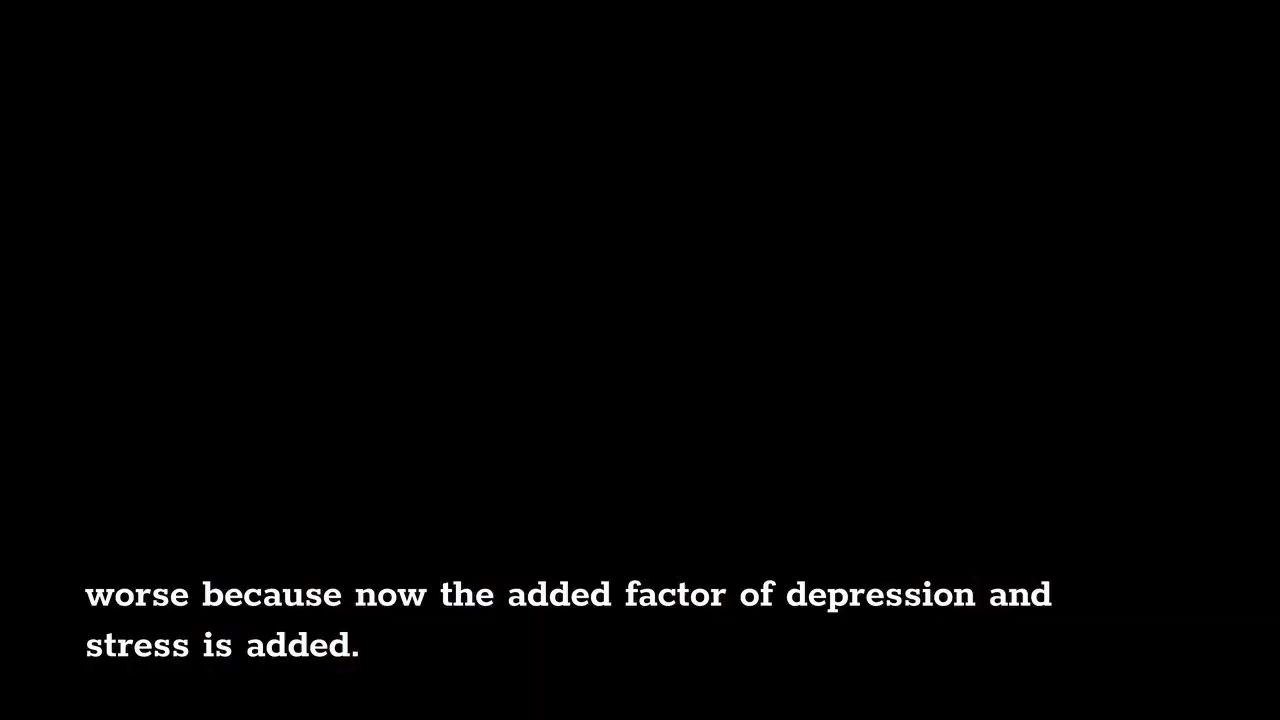 worse because now the added factor of depression and
stress is added.